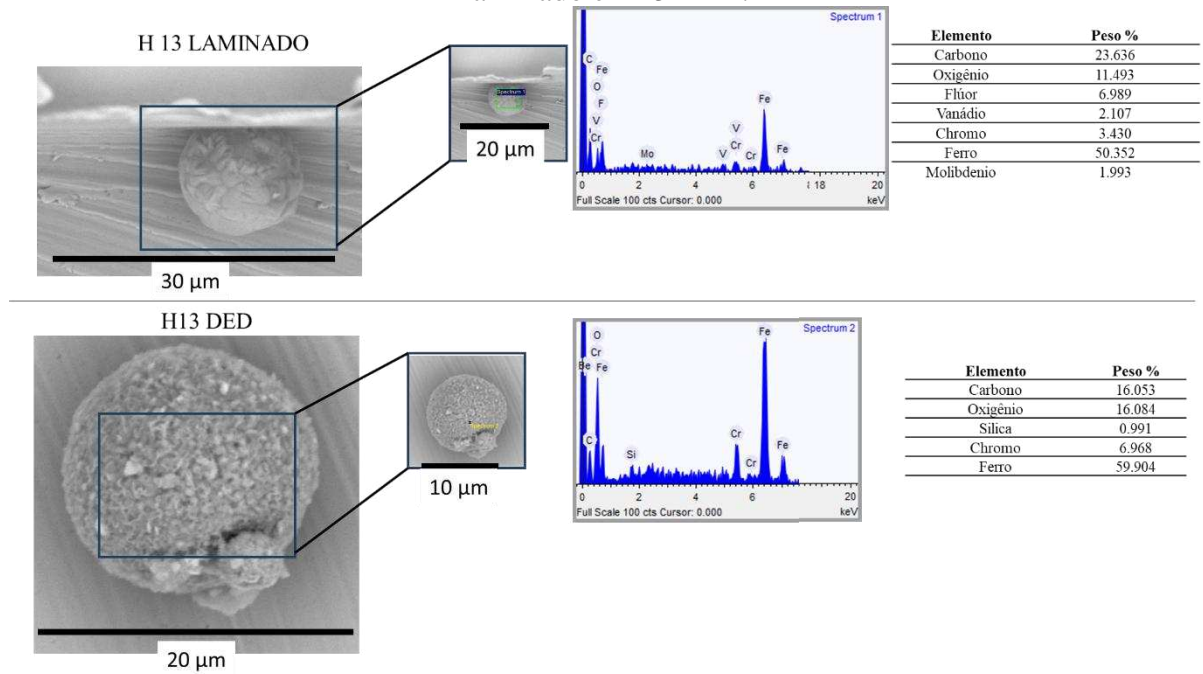 H 13 LAMINADO
30 µm
Spectrum 1
20 µm
Spectrum 1
C
Fe
O
F
V
Cr
Mo
V
V
Cr
Cr
Fe
Fe
0 2 4 6 18 20
Full Scale 100 cts Cursor: 0.000 keV
Elemento Peso %
Carbono 23.636
Oxigênio 11.493
Flúor 6.989
Vanádio 2.107
Chromo 3.430
Ferro 50.352
Molibdenio 1.993
H13 DED
20 µm
10 µm
Spectrum 2
O
Cr
Be Fe
C
Si
Cr
Cr
Fe
Fe
0 2 4 6 20
Full Scale 100 cts Cursor: 0.000 keV
Elemento Peso %
Carbono 16.053
Oxigênio 16.084
Silica 0.991
Chromo 6.968
Ferro 59.904